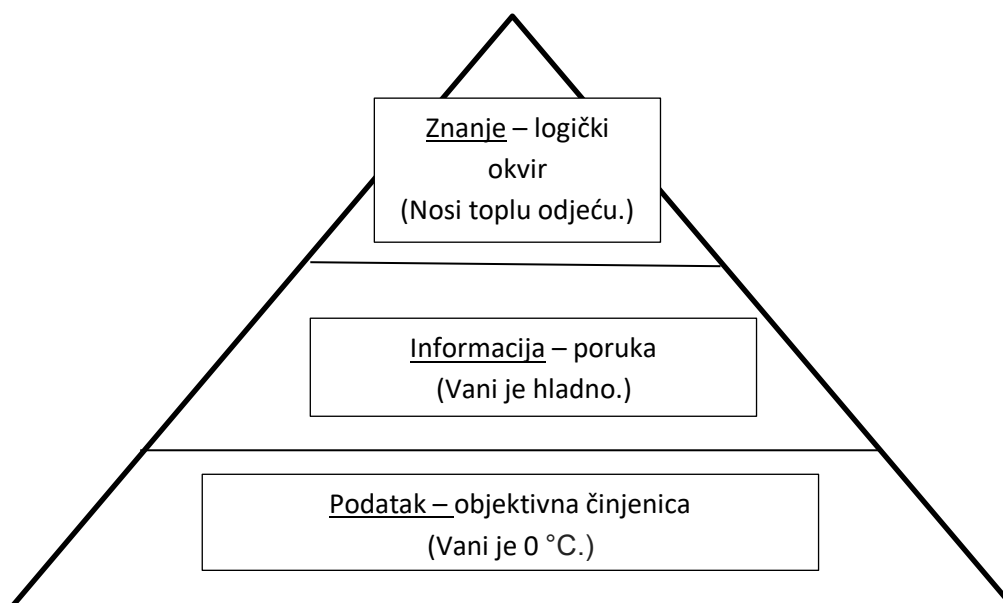 Znanje – logički
okvir
(Nosi toplu odjeću.)
Informacija – poruka
(Vani je hladno.)
Podatak – objektivna činjenica
(Vani je 0 °C.)